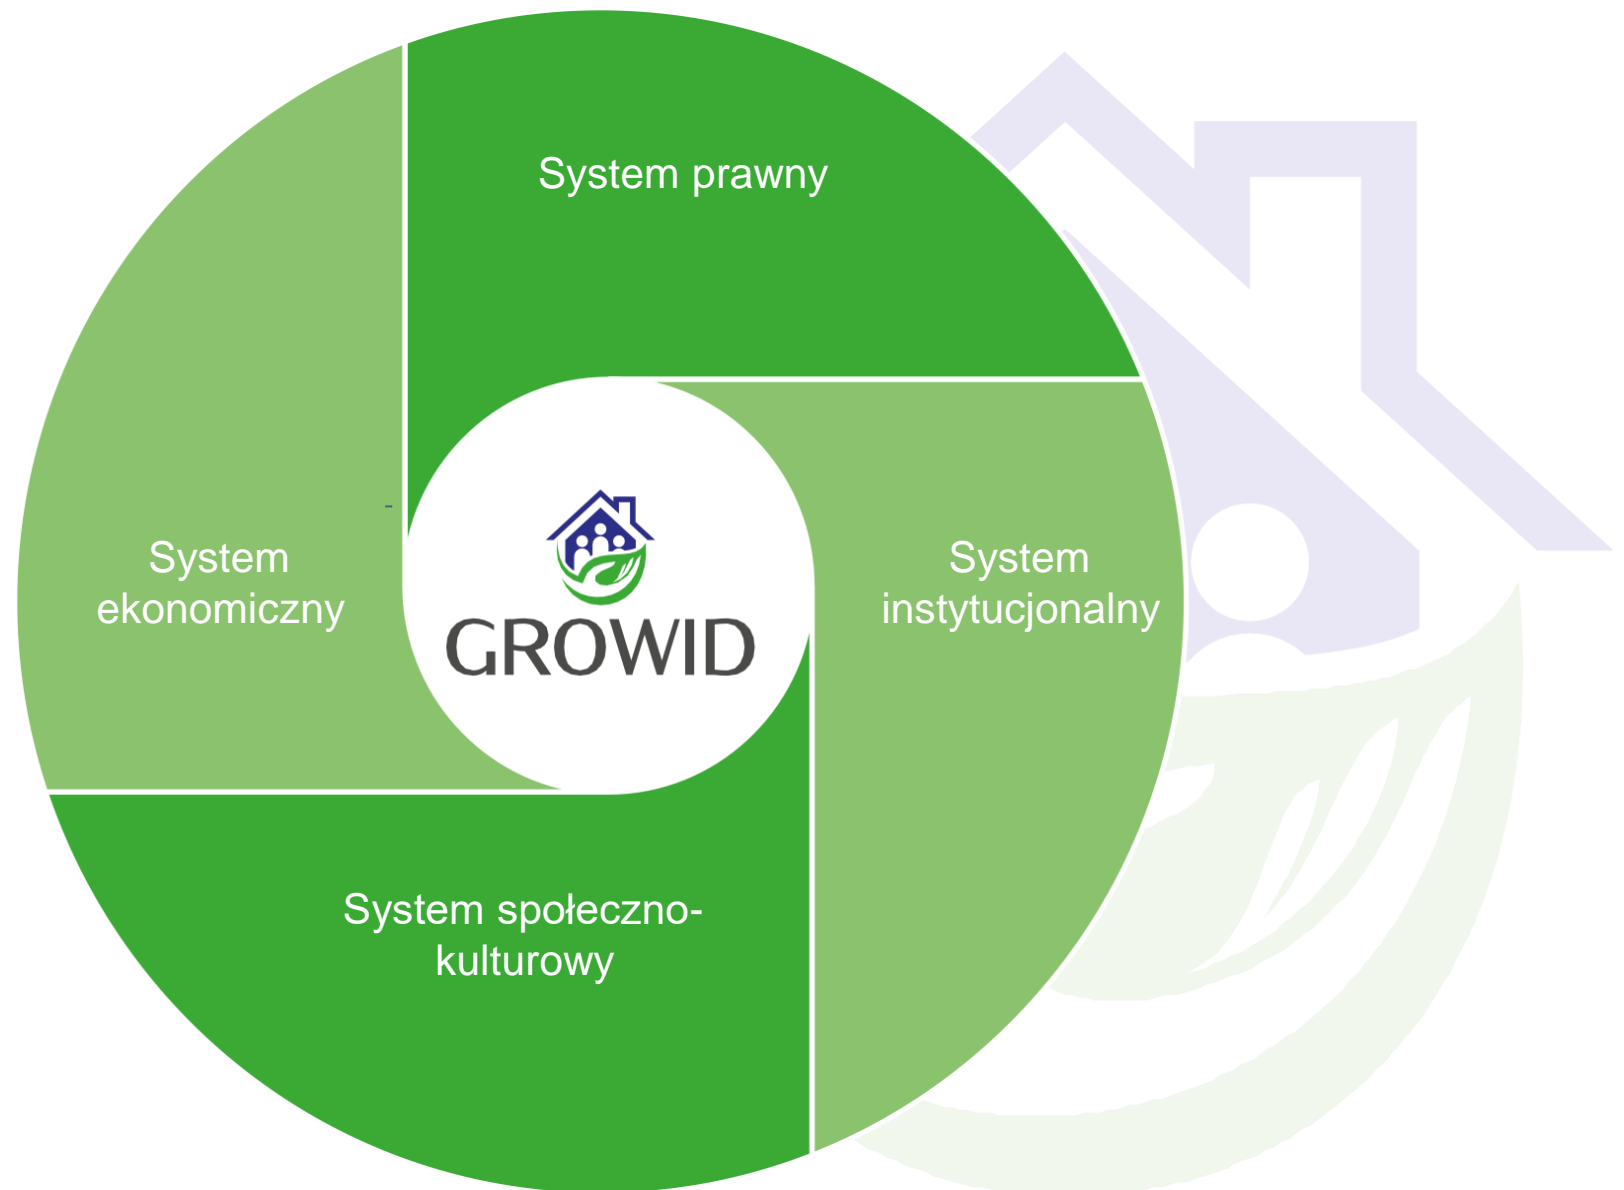 System prawny
System
ekonomiczny
-
GROWID
System
instytucjonalny
System społeczno-
kulturowy